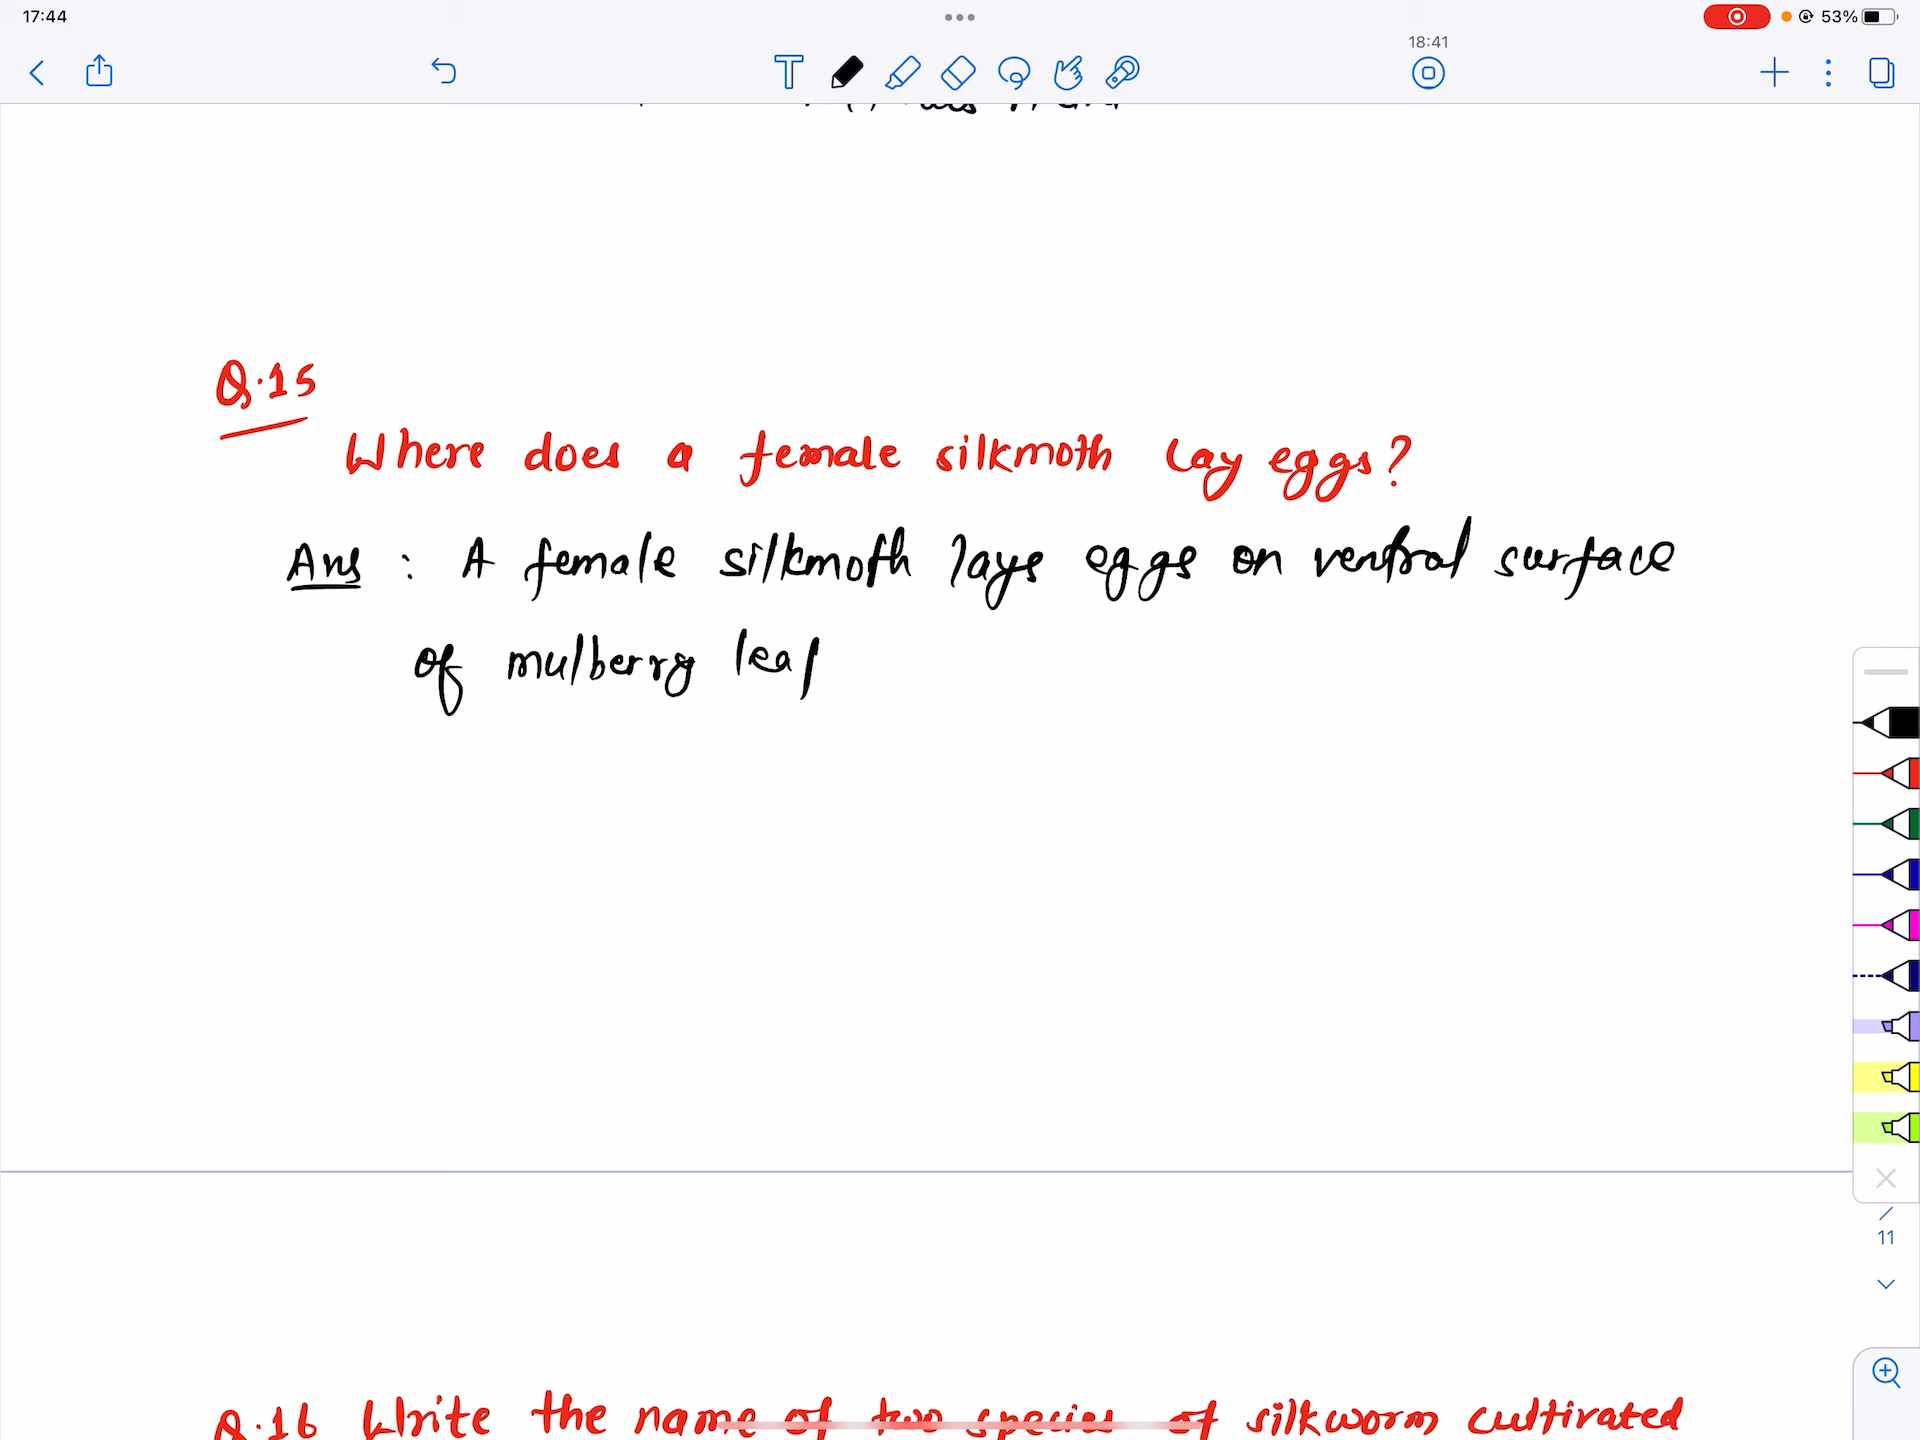 17:44
53%
18:41
Q.15
Where does a female silkmoth lay eggs?
Ans : A female silkmoth lays eggs on ventral surface
of mulberry leaf
11
Q.16 Write the name of two species of silkworm cultivated